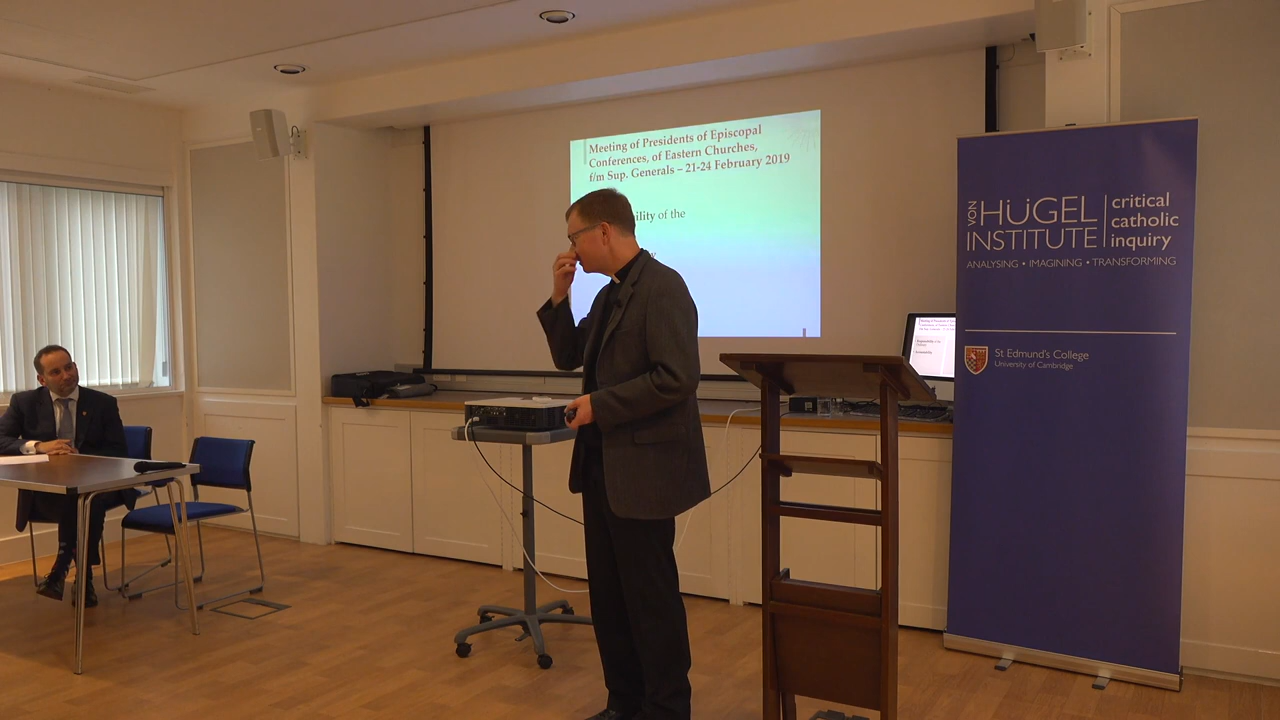 Meeting of Presidents of Episcopal
Conferences, of Eastern Churches,
f/m Sup. Generals – 21-24 February 2019
of the
VON HÜGEL
INSTITUTE
critical
catholic
inquiry
ANALYSING • IMAGINING • TRANSFORMING
St Edmund's College
University of Cambridge